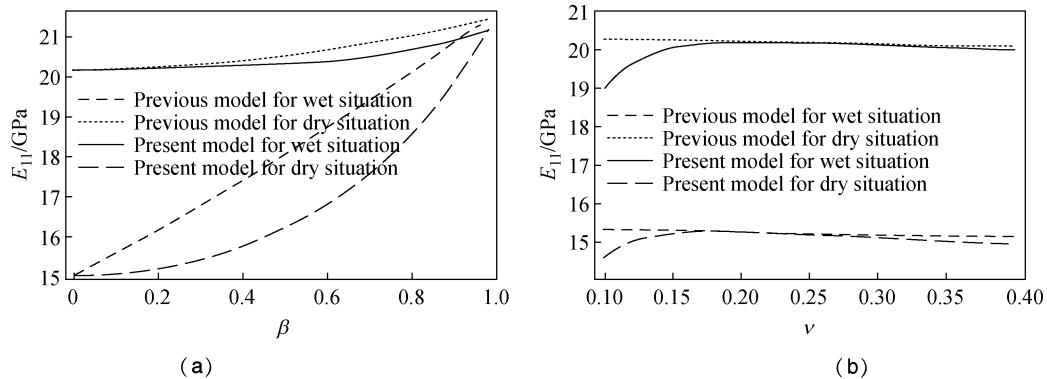 21
20
19
18
17
16
15
E11/GPa
Previous model for wet situation
Previous model for dry situation
Present model for wet situation
Present model for dry situation
0
0.2
0.4
0.6
0.8
1.0
β
(a)
21
20
19
18
17
16
15
E11/GPa
Previous model for wet situation
Previous model for dry situation
Present model for wet situation
Present model for dry situation
0.10
0.15
0.20
0.25
0.30
0.35
0.40
ν
(b)